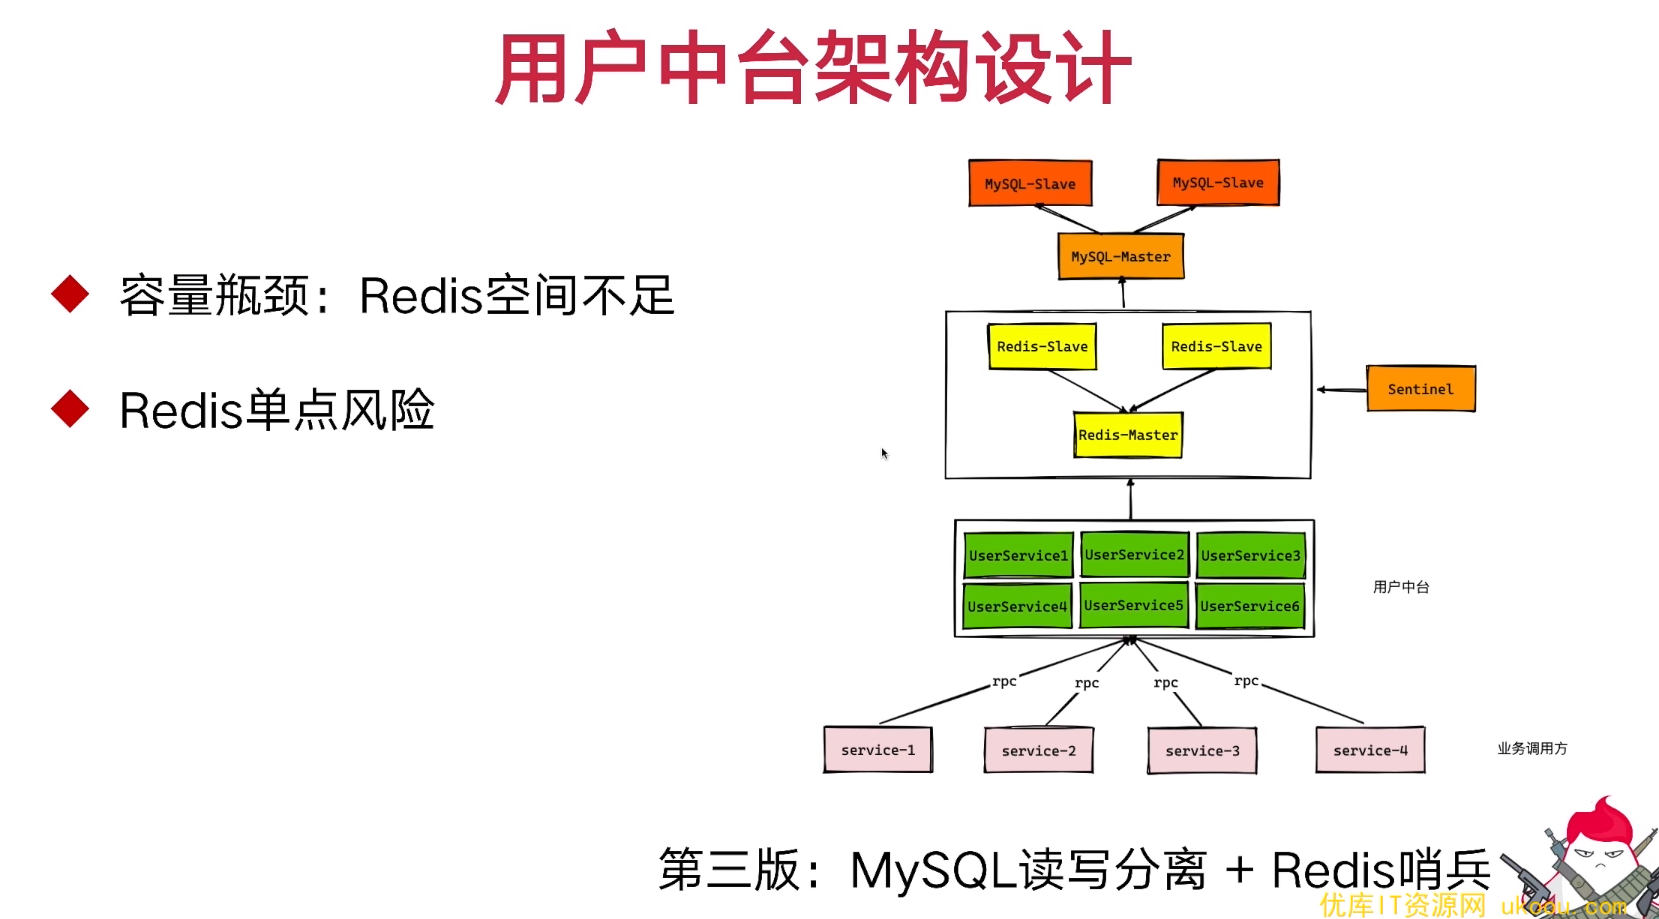 用户中台架构设计
容量瓶颈：Redis空间不足
Redis单点风险
MySQL-Slave
MySQL-Slave
MySQL-Master
Redis-Slave
Redis-Slave
Sentinel
Redis-Master
UserService1
UserService2
UserService3
UserService4
UserService5
UserService6
用户中台
rpc
rpc
rpc
rpc
service-1
service-2
service-3
service-4
业务调用方
第三版：MySQL读写分离 + Redis哨兵
优库IT资源网 ukoou.com